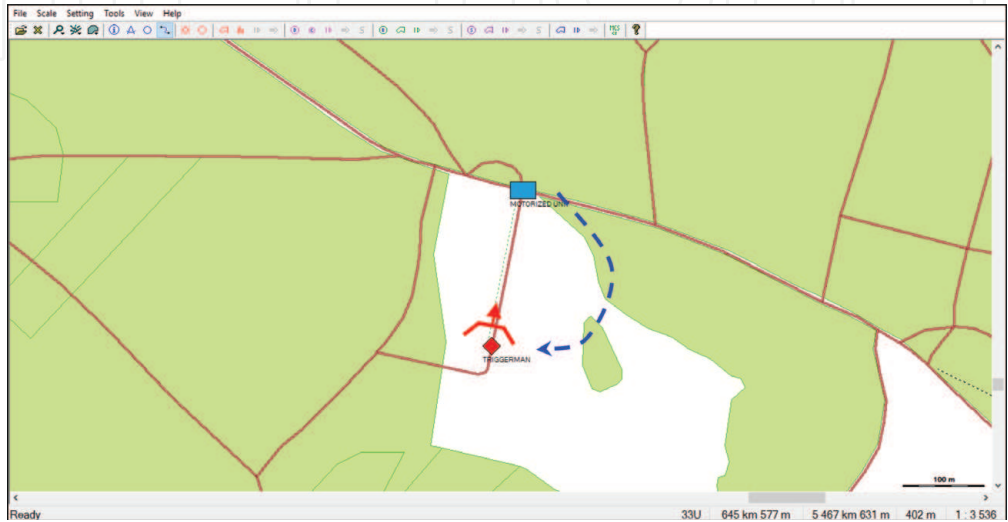 File Scale Setting Tools View Help
MOTORIZED UNIT
TRIGGERMAN
100 m
Ready 33U 645 km 577 m 5 467 km 631 m 402 m 1 : 3 536